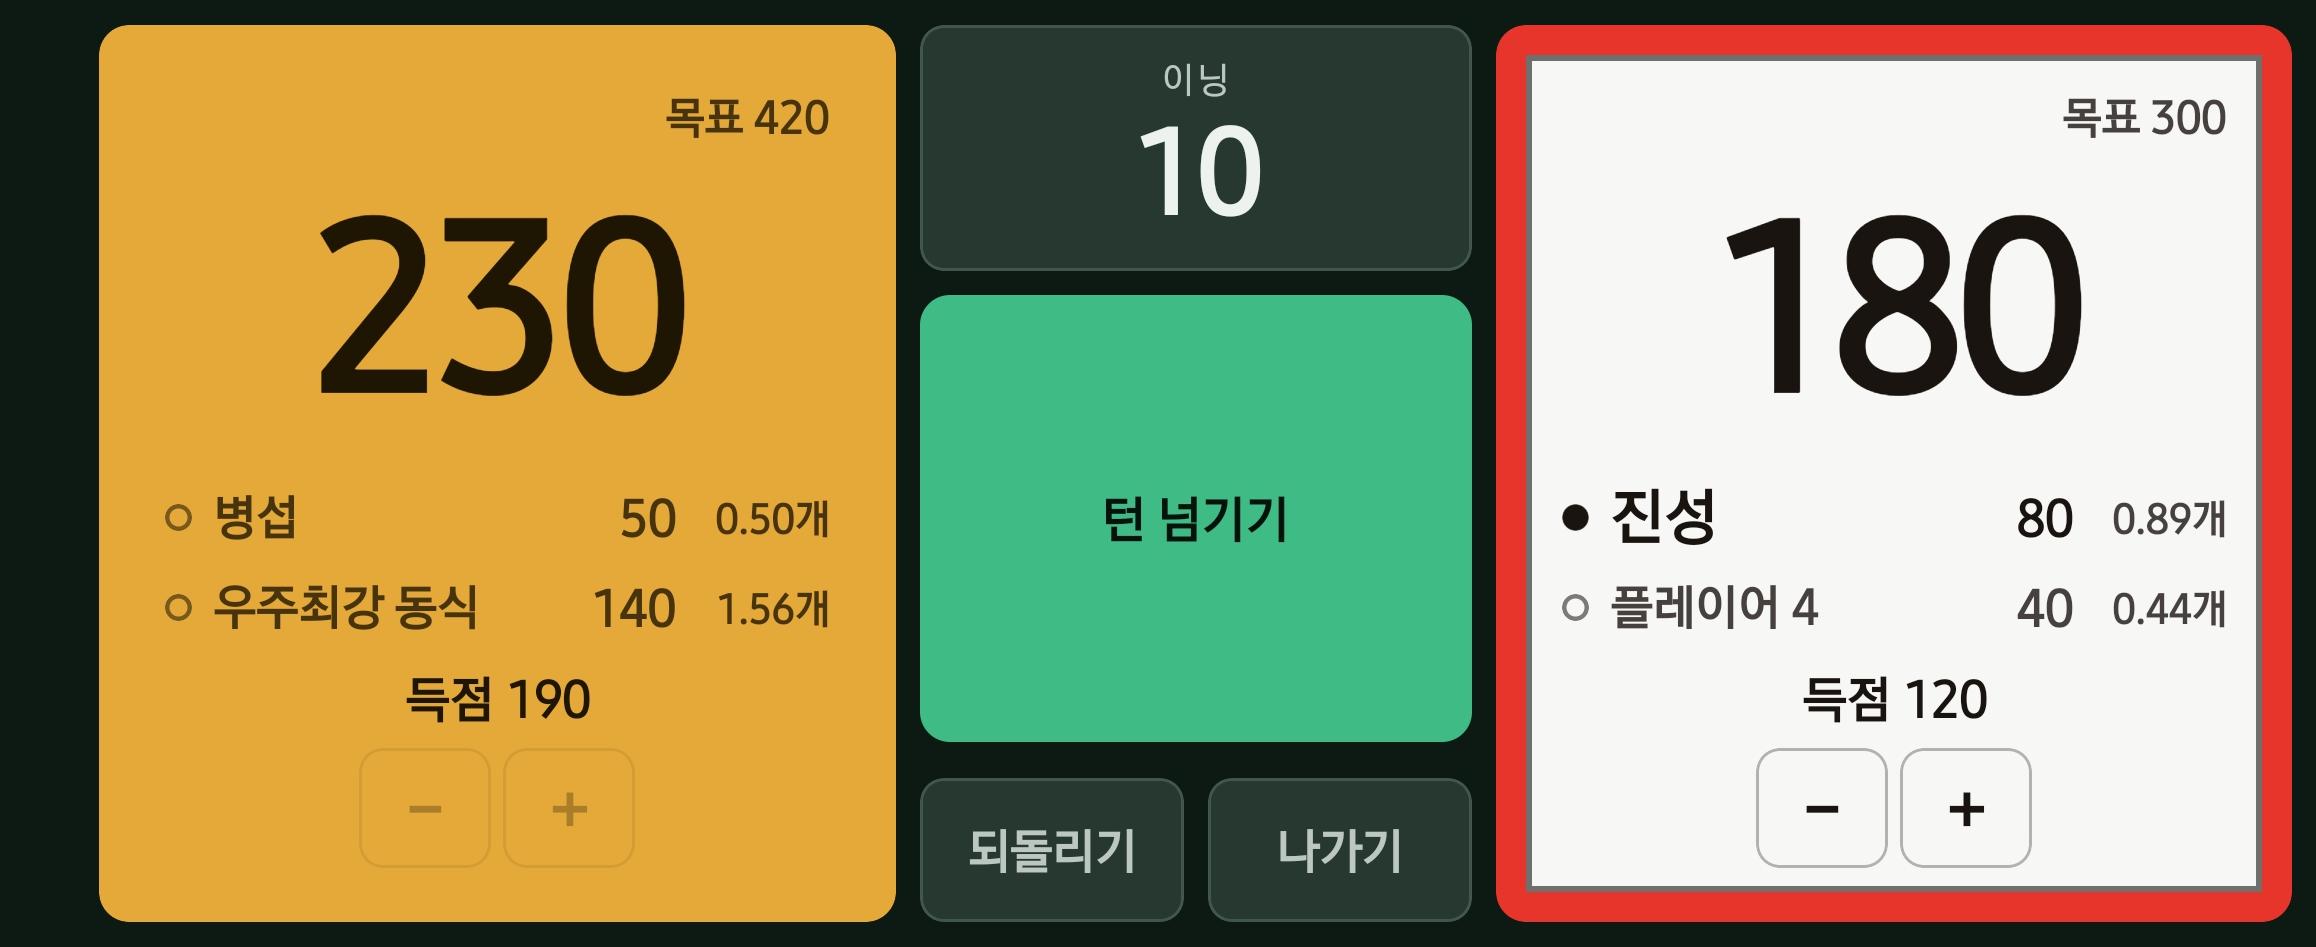 목표 420
230
병섭 50 0.50개
우주최강 동식 140 1.56개
득점 190
− +
이닝
10
턴 넘기기
되돌리기 나가기
목표 300
180
진성 80 0.89개
플레이어 4 40 0.44개
득점 120
− +